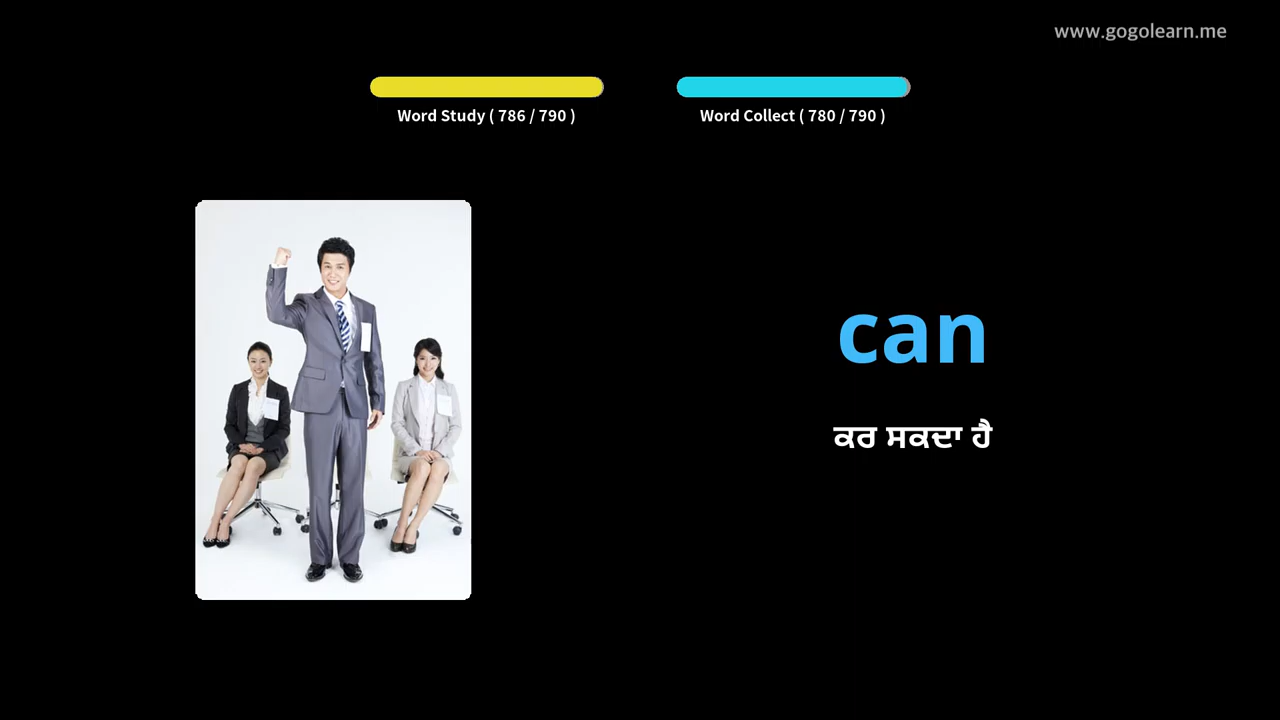 www.gogolearn.me
Word Study ( 786 / 790 )
Word Collect ( 780 / 790 )
can
ਕਰ ਸਕਦਾ ਹੈ